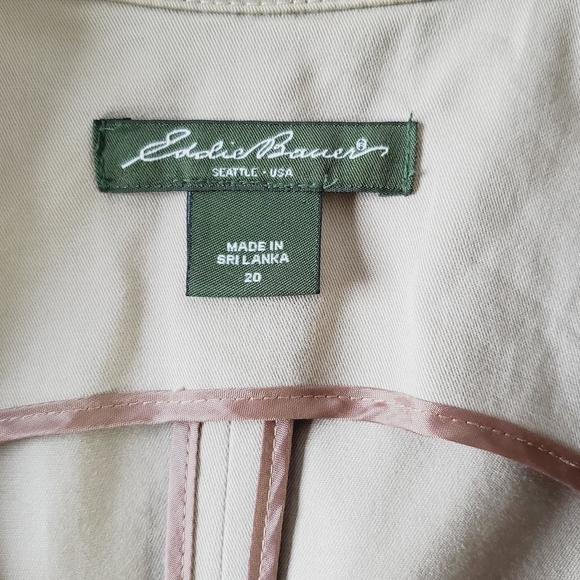 Eddie Bauer®
SEATTLE · USA
MADE IN
SRI LANKA
20